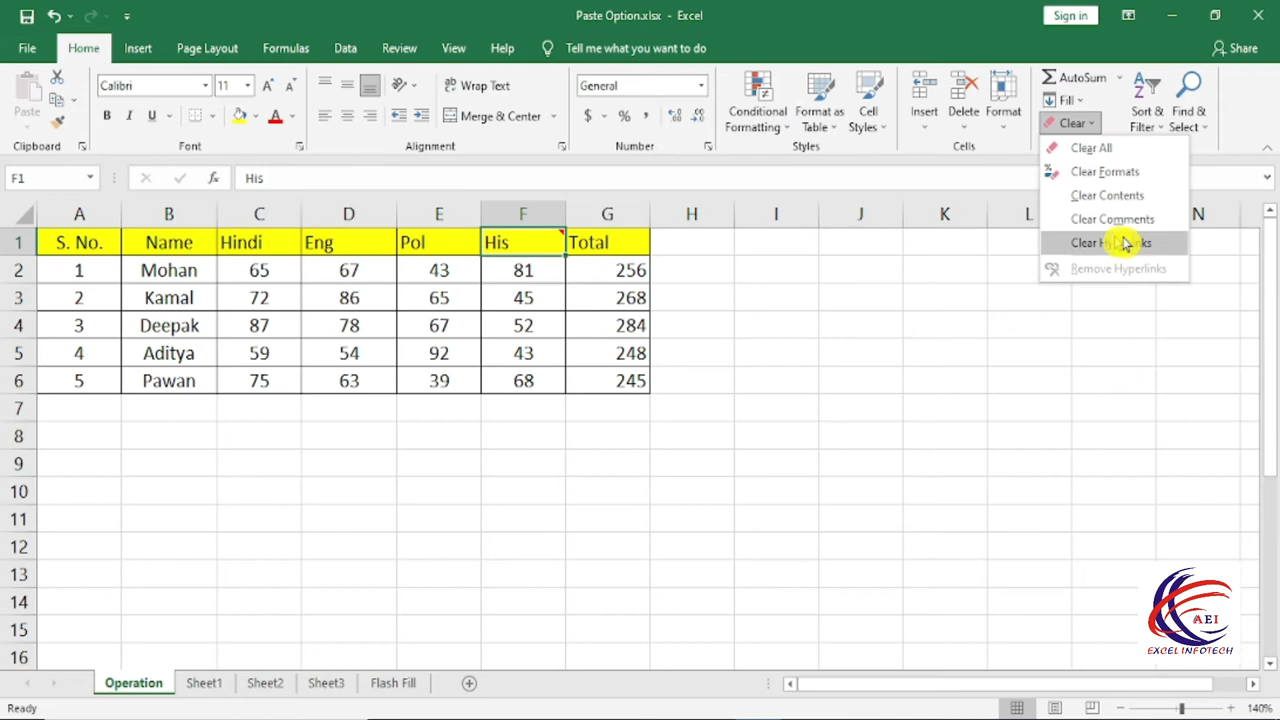 Paste Option.xlsx - Excel
Sign in
File Home Insert Page Layout Formulas Data Review View Help Tell me what you want to do Share
Paste
Calibri 11
B I U
Wrap Text
Merge & Center
General
$ % ,
Conditional Formatting
Format as Table
Cell Styles
Insert
Delete
Format
AutoSum
Fill
Clear
Sort & Filter
Find & Select
Clipboard Font Alignment Number Styles Cells
Clear All
Clear Formats
Clear Contents
Clear Comments
Clear Hyperlinks
Remove Hyperlinks
F1 fx His
A B C D E F G H I J K L N
1 S. No. Name Hindi Eng Pol His Total
2 1 Mohan 65 67 43 81 256
3 2 Kamal 72 86 65 45 268
4 3 Deepak 87 78 67 52 284
5 4 Aditya 59 54 92 43 248
6 5 Pawan 75 63 39 68 245
7
8
9
10
11
12
13
14
15
16
AEI
EXCEL INFOTECH
Operation Sheet1 Sheet2 Sheet3 Flash Fill
Ready 140%